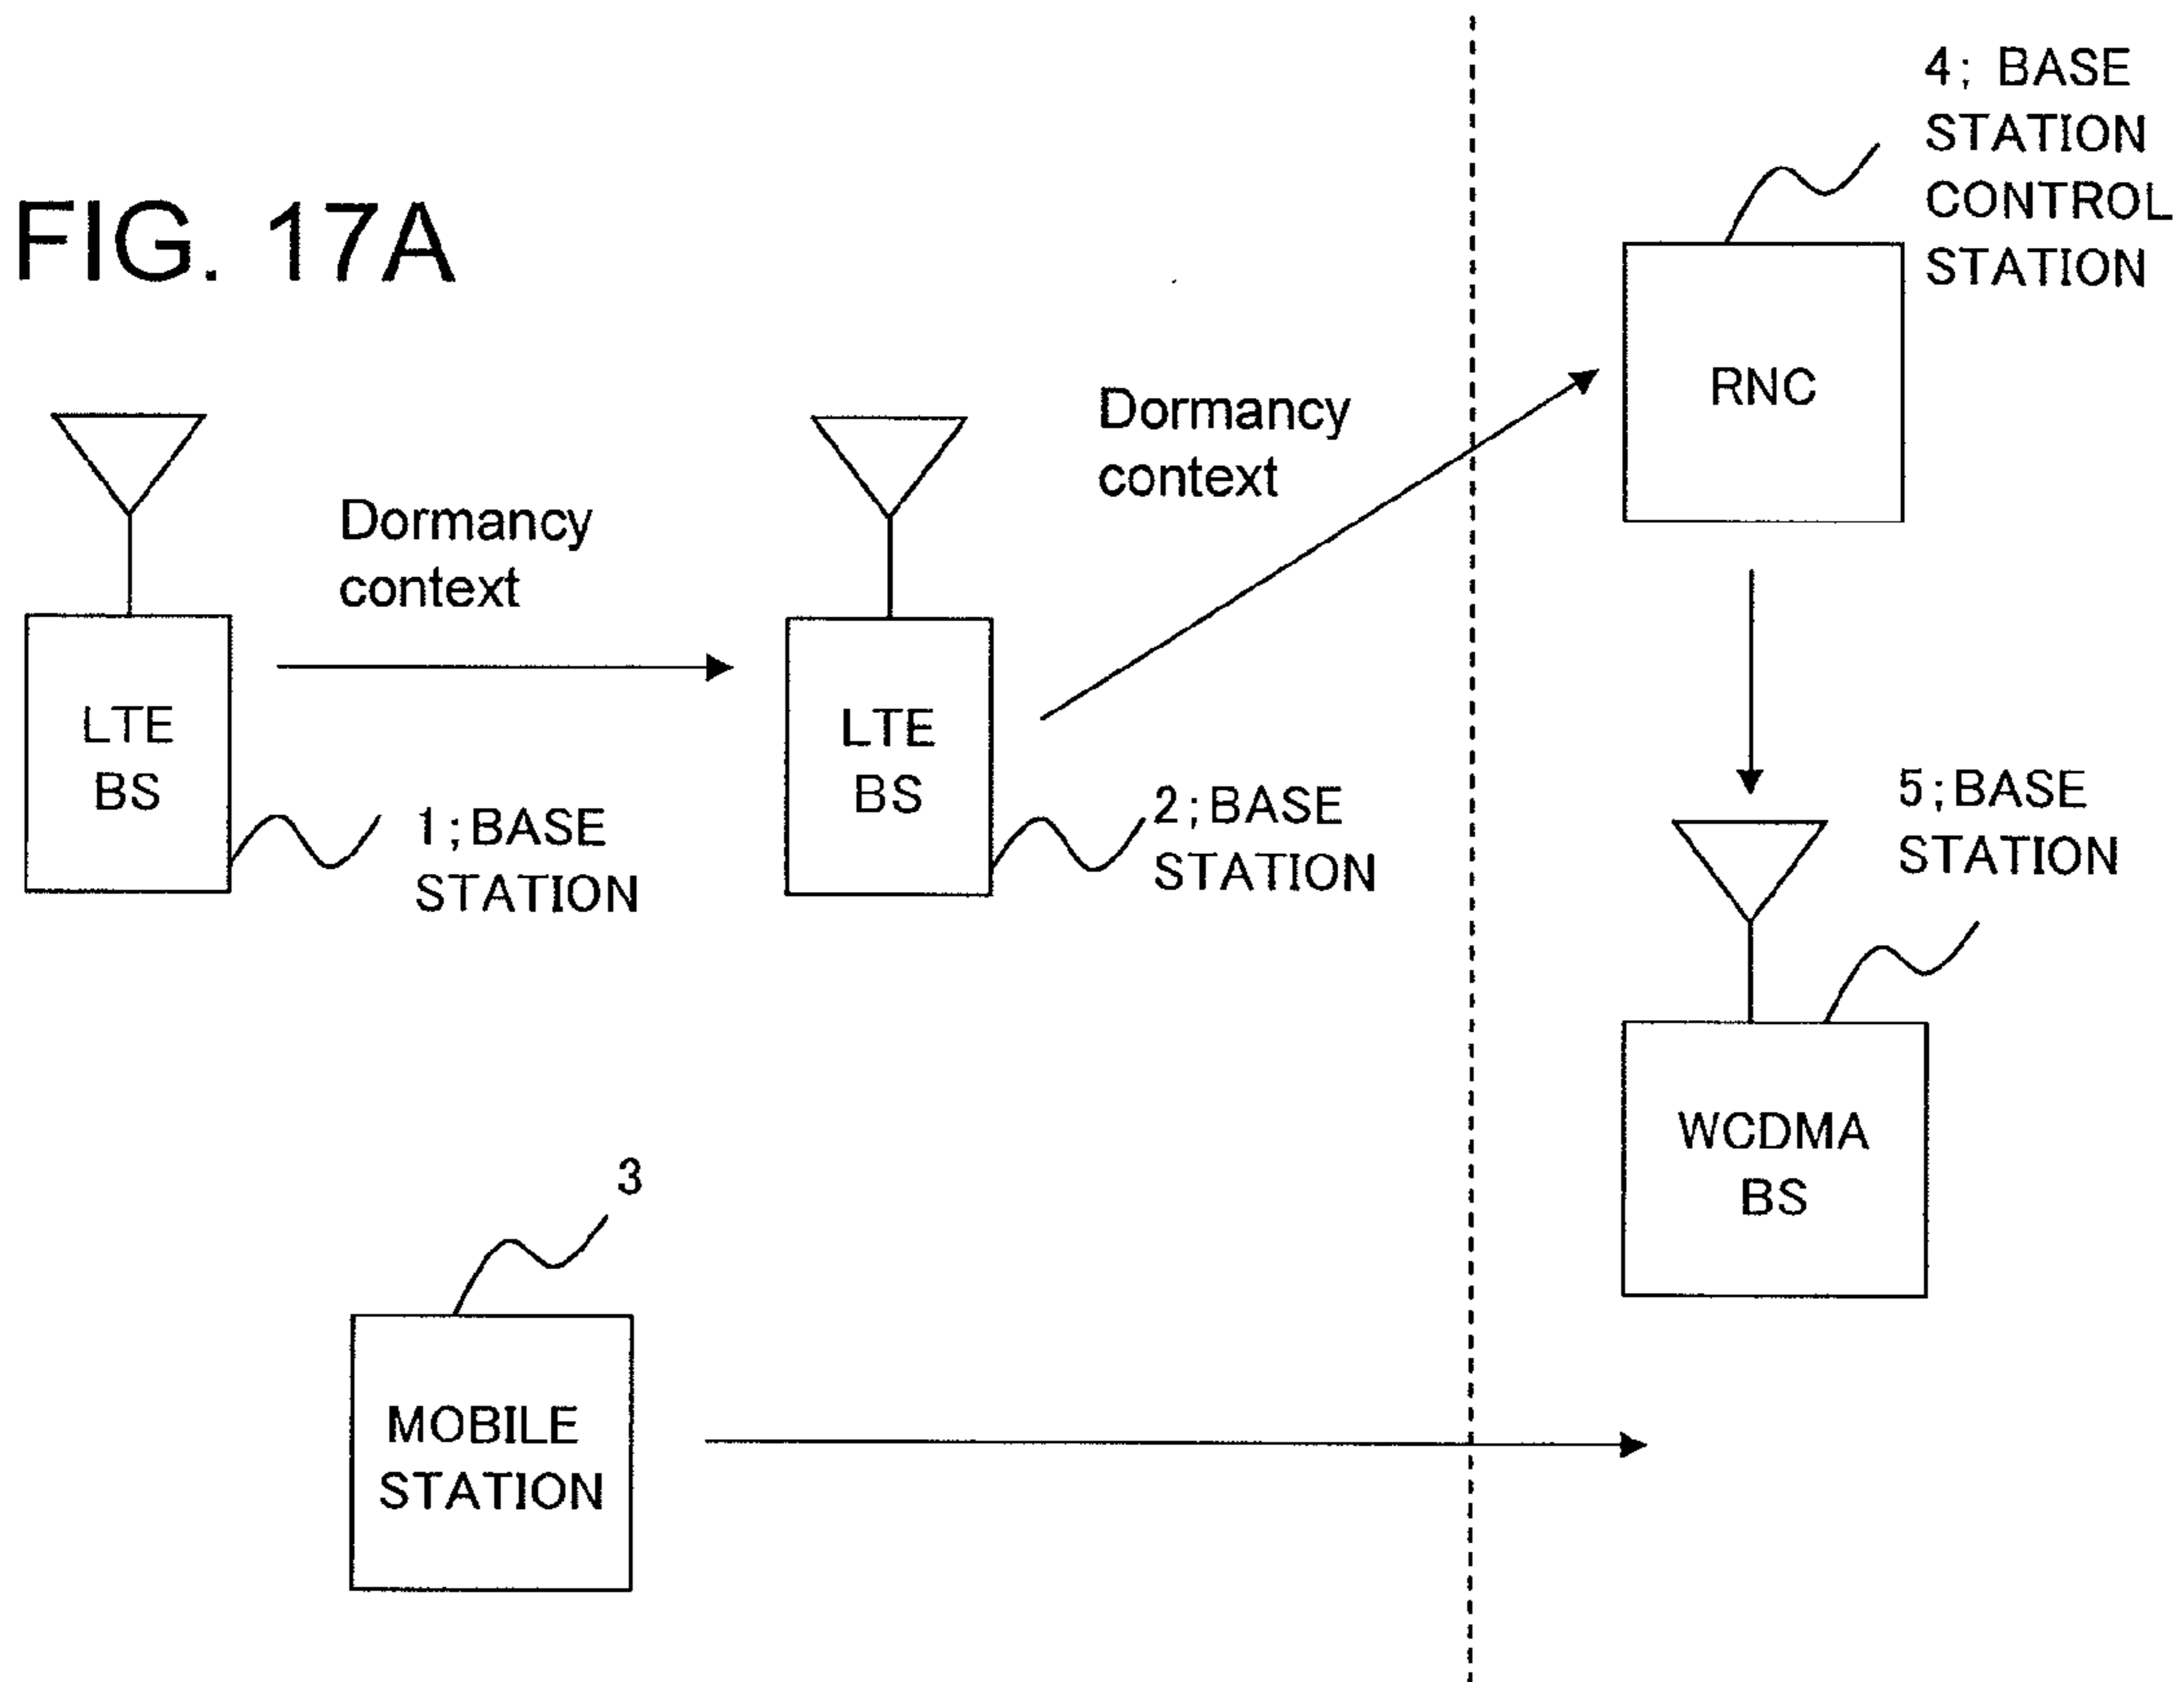 FIG. 17A
4; BASE
STATION
CONTROL
STATION
RNC
Dormancy
context
Dormancy
context
LTE
BS
1;BASE
STATION
LTE
BS
2;BASE
STATION
5;BASE
STATION
WCDMA
BS
3
MOBILE
STATION